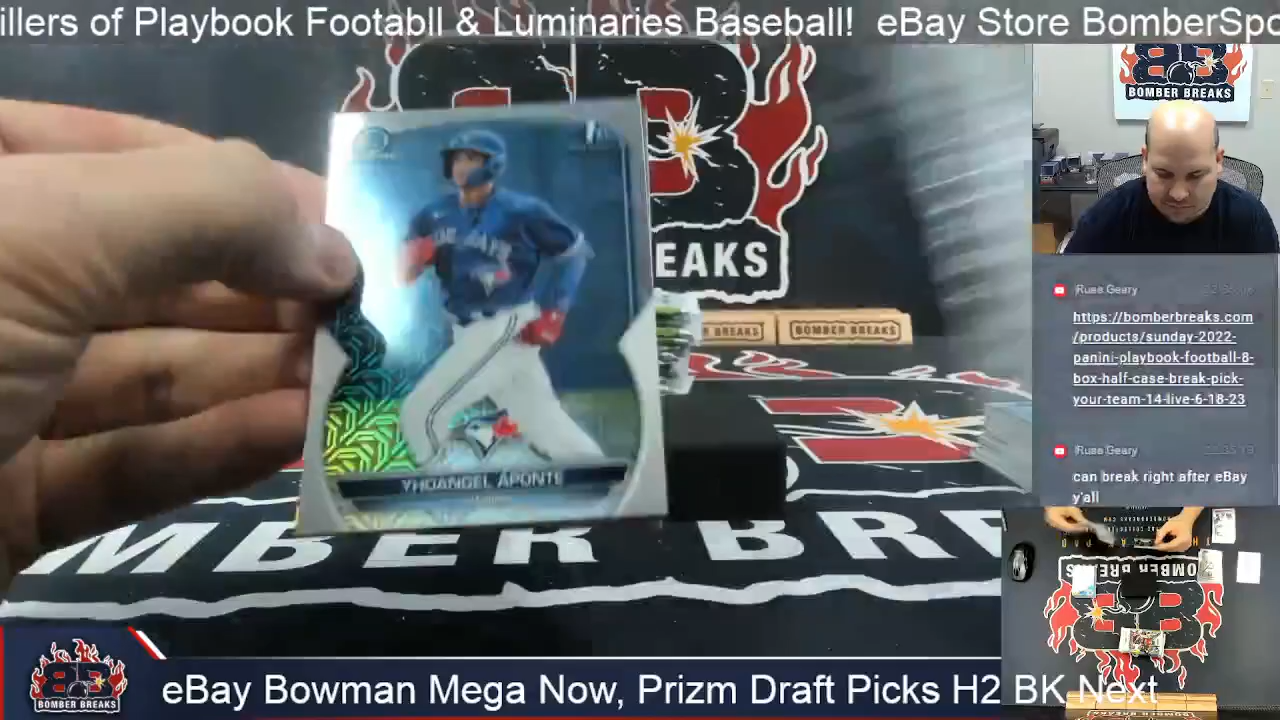 illers of Playbook Footabll & Luminaries Baseball!  eBay Store BomberSpo
BOMBER BREAKS
EAKS
BOMBER BREAKS
R BREAKS
Russ Geary
https://bomberbreaks.com
/products/sunday-2022-
panini-playbook-football-8-
box-half-case-break-pick-
your-team-14-live-6-18-23
Russ Geary
can break right after eBay
y'all
YHOANGEL APONTE
MBER BRE
BOMBER BREAKS
BOMBER BREAKS
eBay Bowman Mega Now, Prizm Draft Picks H2 BK Next